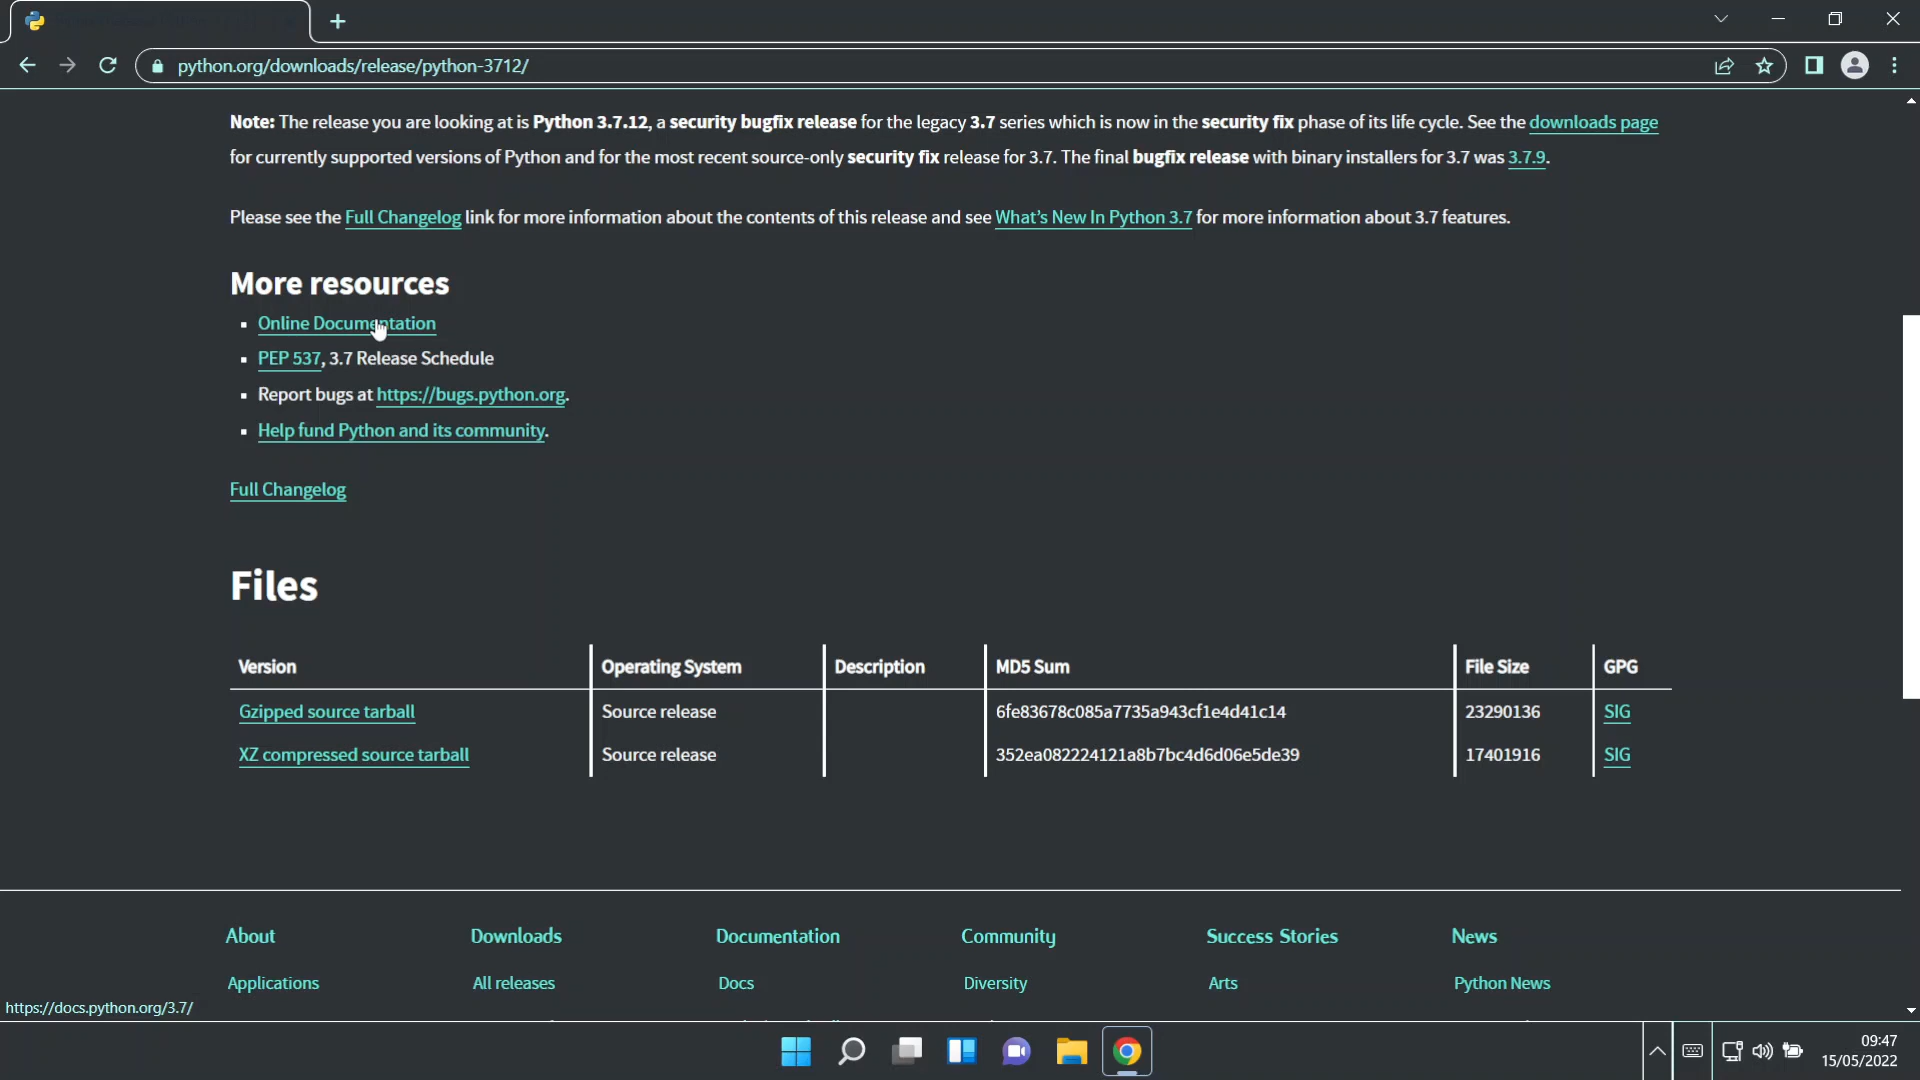 python.org/downloads/release/python-3712/
Note: The release you are looking at is Python 3.7.12, a security bugfix release for the legacy 3.7 series which is now in the security fix phase of its life cycle. See the downloads page
for currently supported versions of Python and for the most recent source-only security fix release for 3.7. The final bugfix release with binary installers for 3.7 was 3.7.9.
Please see the Full Changelog link for more information about the contents of this release and see What's New In Python 3.7 for more information about 3.7 features.
More resources
Online Documentation
PEP 537, 3.7 Release Schedule
Report bugs at https://bugs.python.org.
Help fund Python and its community.
Full Changelog
Files
Version Operating System Description MD5 Sum File Size GPG
Gzipped source tarball Source release 6fe83678c085a7735a943cf1e4d41c14 23290136 SIG
XZ compressed source tarball Source release 352ea082224121a8b7bc4d6d06e5de39 17401916 SIG
About Downloads Documentation Community Success Stories News
Applications All releases Docs Diversity Arts Python News
https://docs.python.org/3.7/
09:47
15/05/2022